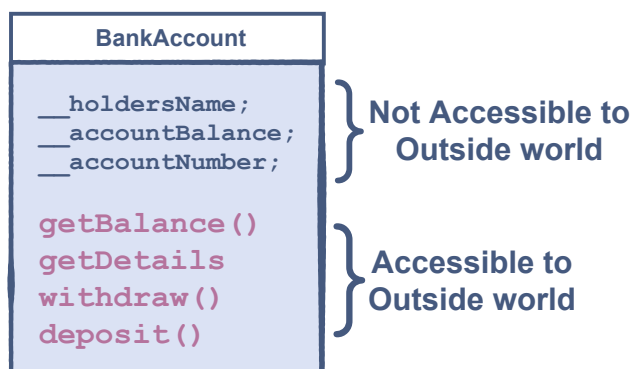 BankAccount
__holdersName;
__accountBalance;
__accountNumber;
Not Accessible to
Outside world
getBalance()
getDetails
withdraw()
deposit()
Accessible to
Outside world